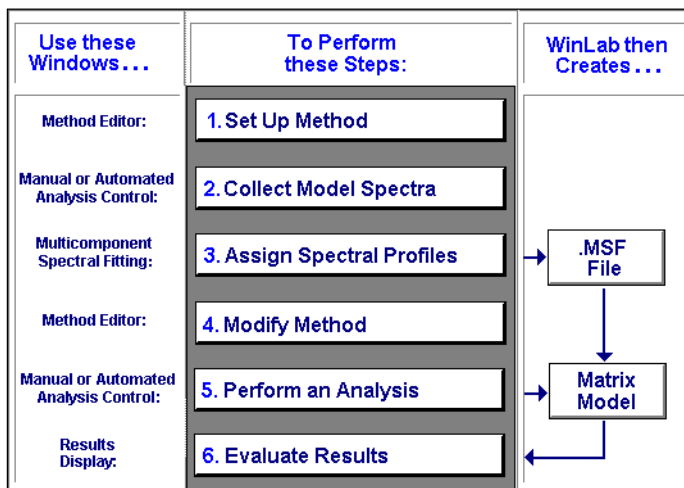 Use these
Windows...
To Perform
these Steps:
WinLab then
Creates...
Method Editor:
1. Set Up Method
Manual or Automated
Analysis Control:
2. Collect Model Spectra
Multicomponent
Spectral Fitting:
3. Assign Spectral Profiles
.MSF
File
Method Editor:
4. Modify Method
Manual or Automated
Analysis Control:
5. Perform an Analysis
Matrix
Model
Results
Display:
6. Evaluate Results